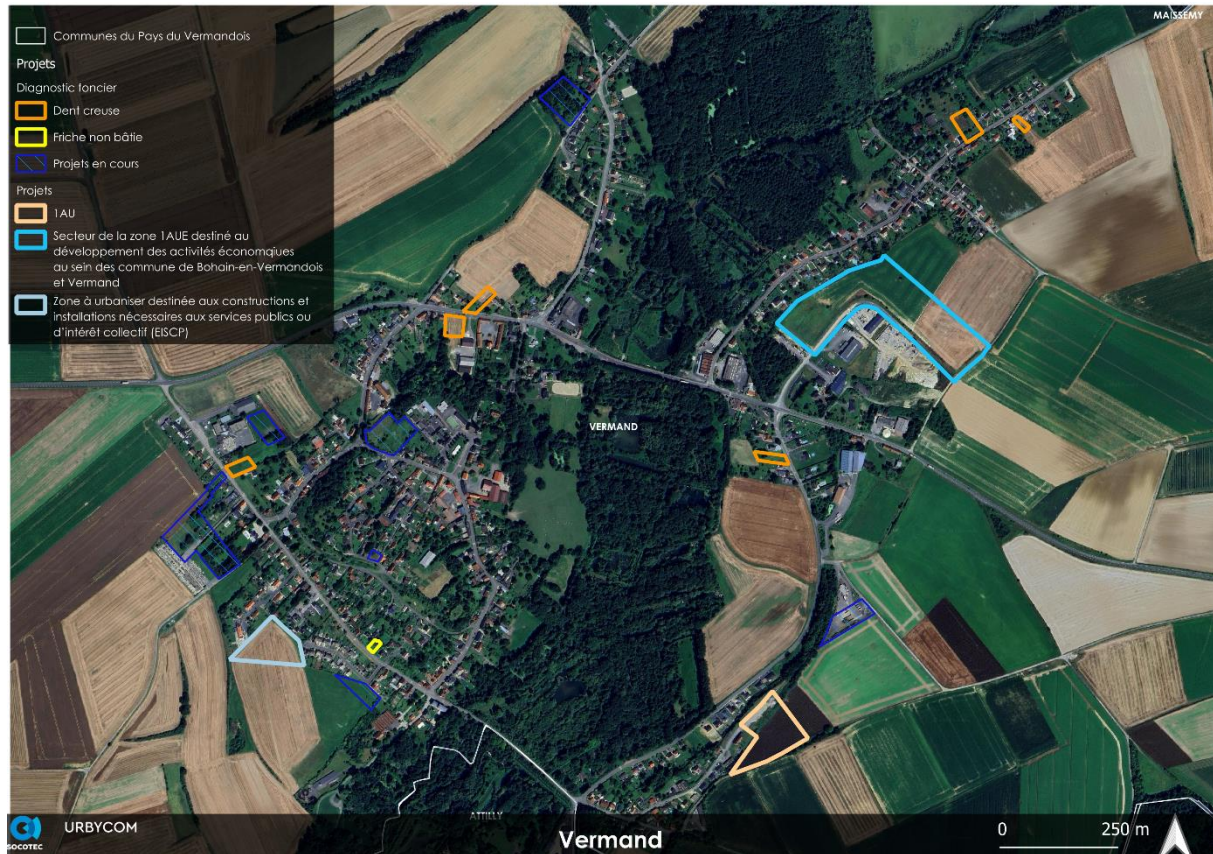 MAISSEMY
Communes du Pays du Vermandois
Projets
Diagnostic foncier
Dent creuse
Friche non bâtie
Projets en cours
Projets
1AU
Secteur de la zone 1AUE destiné au
développement des activités économqiues
au sein des commune de Bohain-en-Vermandois
et Vermand
Zone à urbaniser destinée aux constructions et
installations nécessaires aux services publics ou
d'intérêt collectif (EISCP)
VERMAND
ATTILLY
SOCOTEC
URBYCOM
Vermand
0 250 m